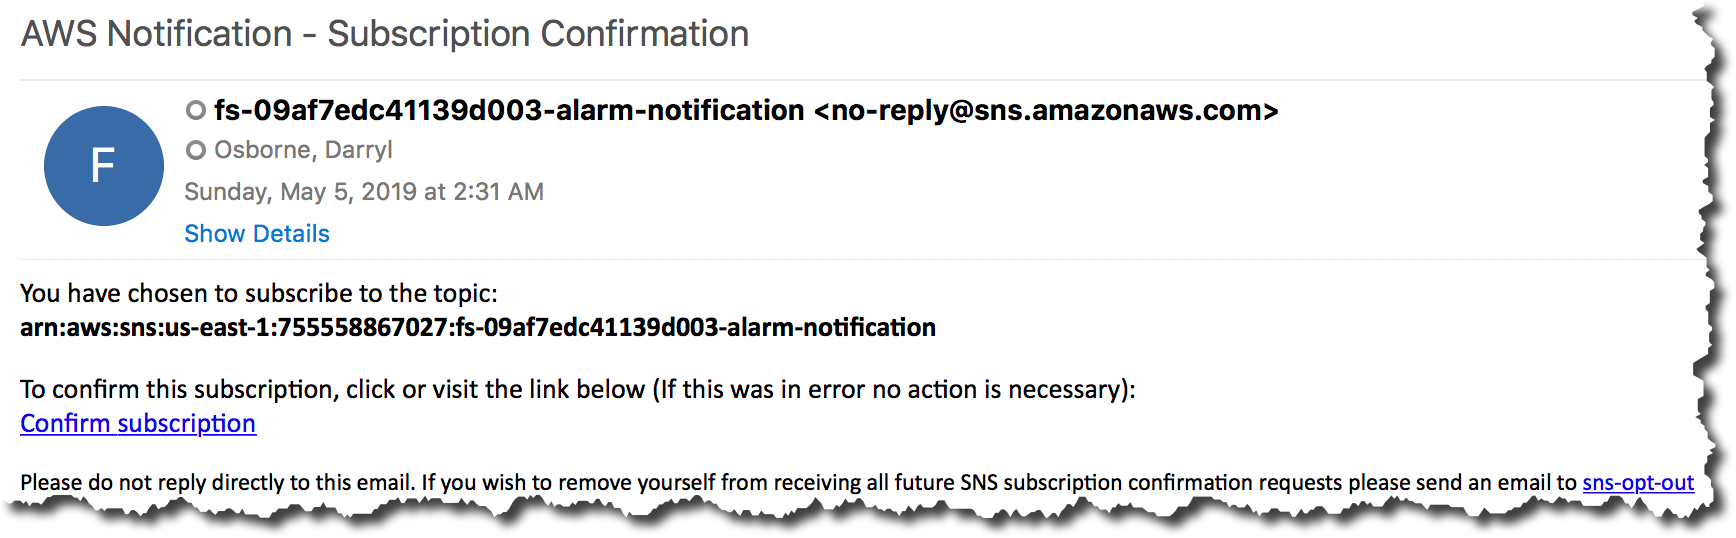 AWS Notification - Subscription Confirmation
fs-09af7edc41139d003-alarm-notification <no-reply@sns.amazonaws.com>
F
Osborne, Darryl
Sunday, May 5, 2019 at 2:31 AM
Show Details
You have chosen to subscribe to the topic:
arn:aws:sns:us-east-1:755558867027:fs-09af7edc41139d003-alarm-notification
To confirm this subscription, click or visit the link below (If this was in error no action is necessary):
Confirm subscription
Please do not reply directly to this email. If you wish to remove yourself from receiving all future SNS subscription confirmation requests please send an email to sns-opt-out